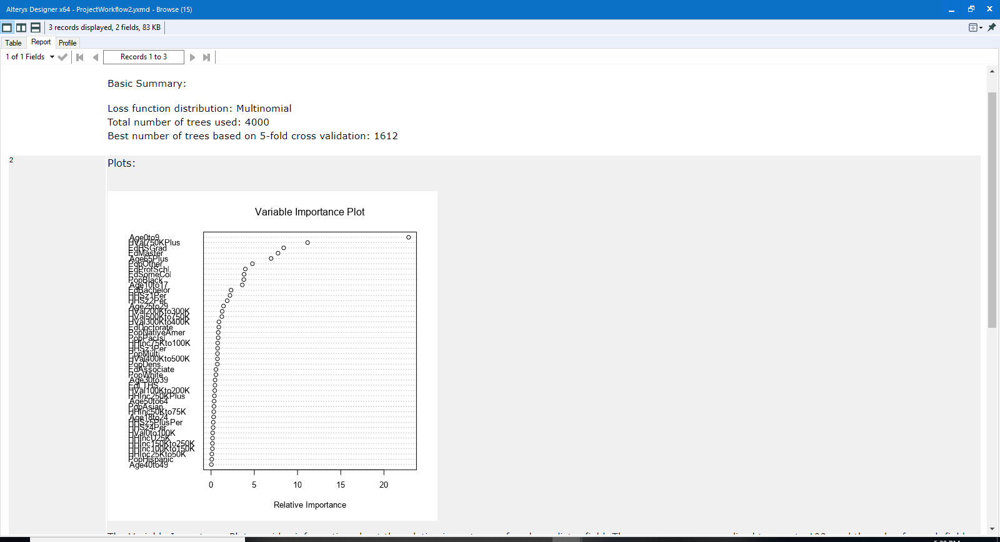 Alteryx Designer x64 - ProjectWorkflow2.yxmd - Browse (15)
3 records displayed, 2 fields, 83 KB
Table Report Profile
1 of 1 Fields Records 1 to 3
Basic Summary:
Loss function distribution: Multinomial
Total number of trees used: 4000
Best number of trees based on 5-fold cross validation: 1612
2
Plots:
Variable Importance Plot
Age0to9
HVal750KPlus
EdHSGrad
EdMaster
Age65Plus
PopOther
EdProfSchl
EdSomeCol
PopBlack
Age10to17
EdBachelor
HHSz1Per
HHSz2Per
Age25to29
HVal200Kto300K
HVal500Kto750K
HVal300Kto400K
EdDoctorate
PopNativeAmer
PopPacIsl
HHInc75Kto100K
HHSz3Per
PopMulti
HVal400Kto500K
PopDens
EdAssociate
PopWhite
Age30to39
EdLTHS
HVal100Kto200K
HHInc250KPlus
Age50to64
PopAsian
HHInc50Kto75K
Age18to24
HHSz5PlusPer
HHSz4Per
HVal0to100K
HHIncU25K
HHInc150Kto250K
HHInc100Kto150K
HHInc25Kto50K
PopHispanic
Age40to49
0 5 10 15 20
Relative Importance